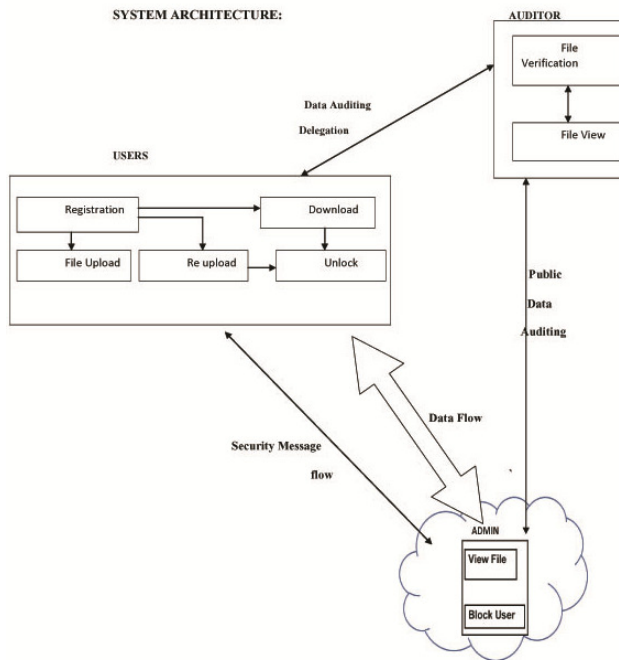 SYSTEM ARCHITECTURE:
AUDITOR
File
Verification
File View
Data Auditing
Delegation
USERS
Registration
Download
File Upload
Re upload
Unlock
Public
Data
Auditing
Data Flow
Security Message
flow
ADMIN
View File
Block User